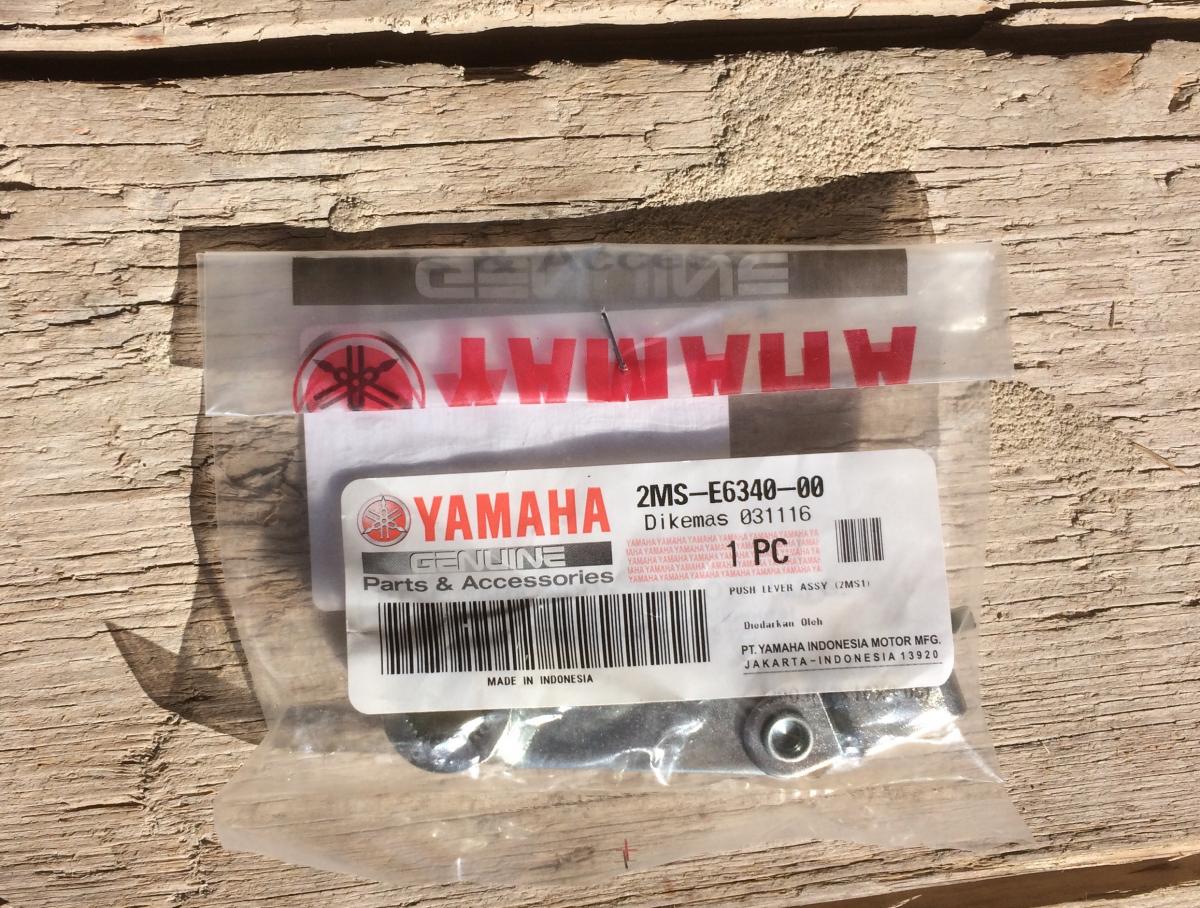 & Acce
GENUINE
YAMAHA
YAMAHA
2MS-E6340-00
Dikemas 031116
GENUINE
1 PC
Parts & Accessories
PUSH LEVER ASSY (2MS1)
Diedarkan Oleh
PT. YAMAHA INDONESIA MOTOR MFG.
JAKARTA-INDONESIA 13920
MADE IN INDONESIA